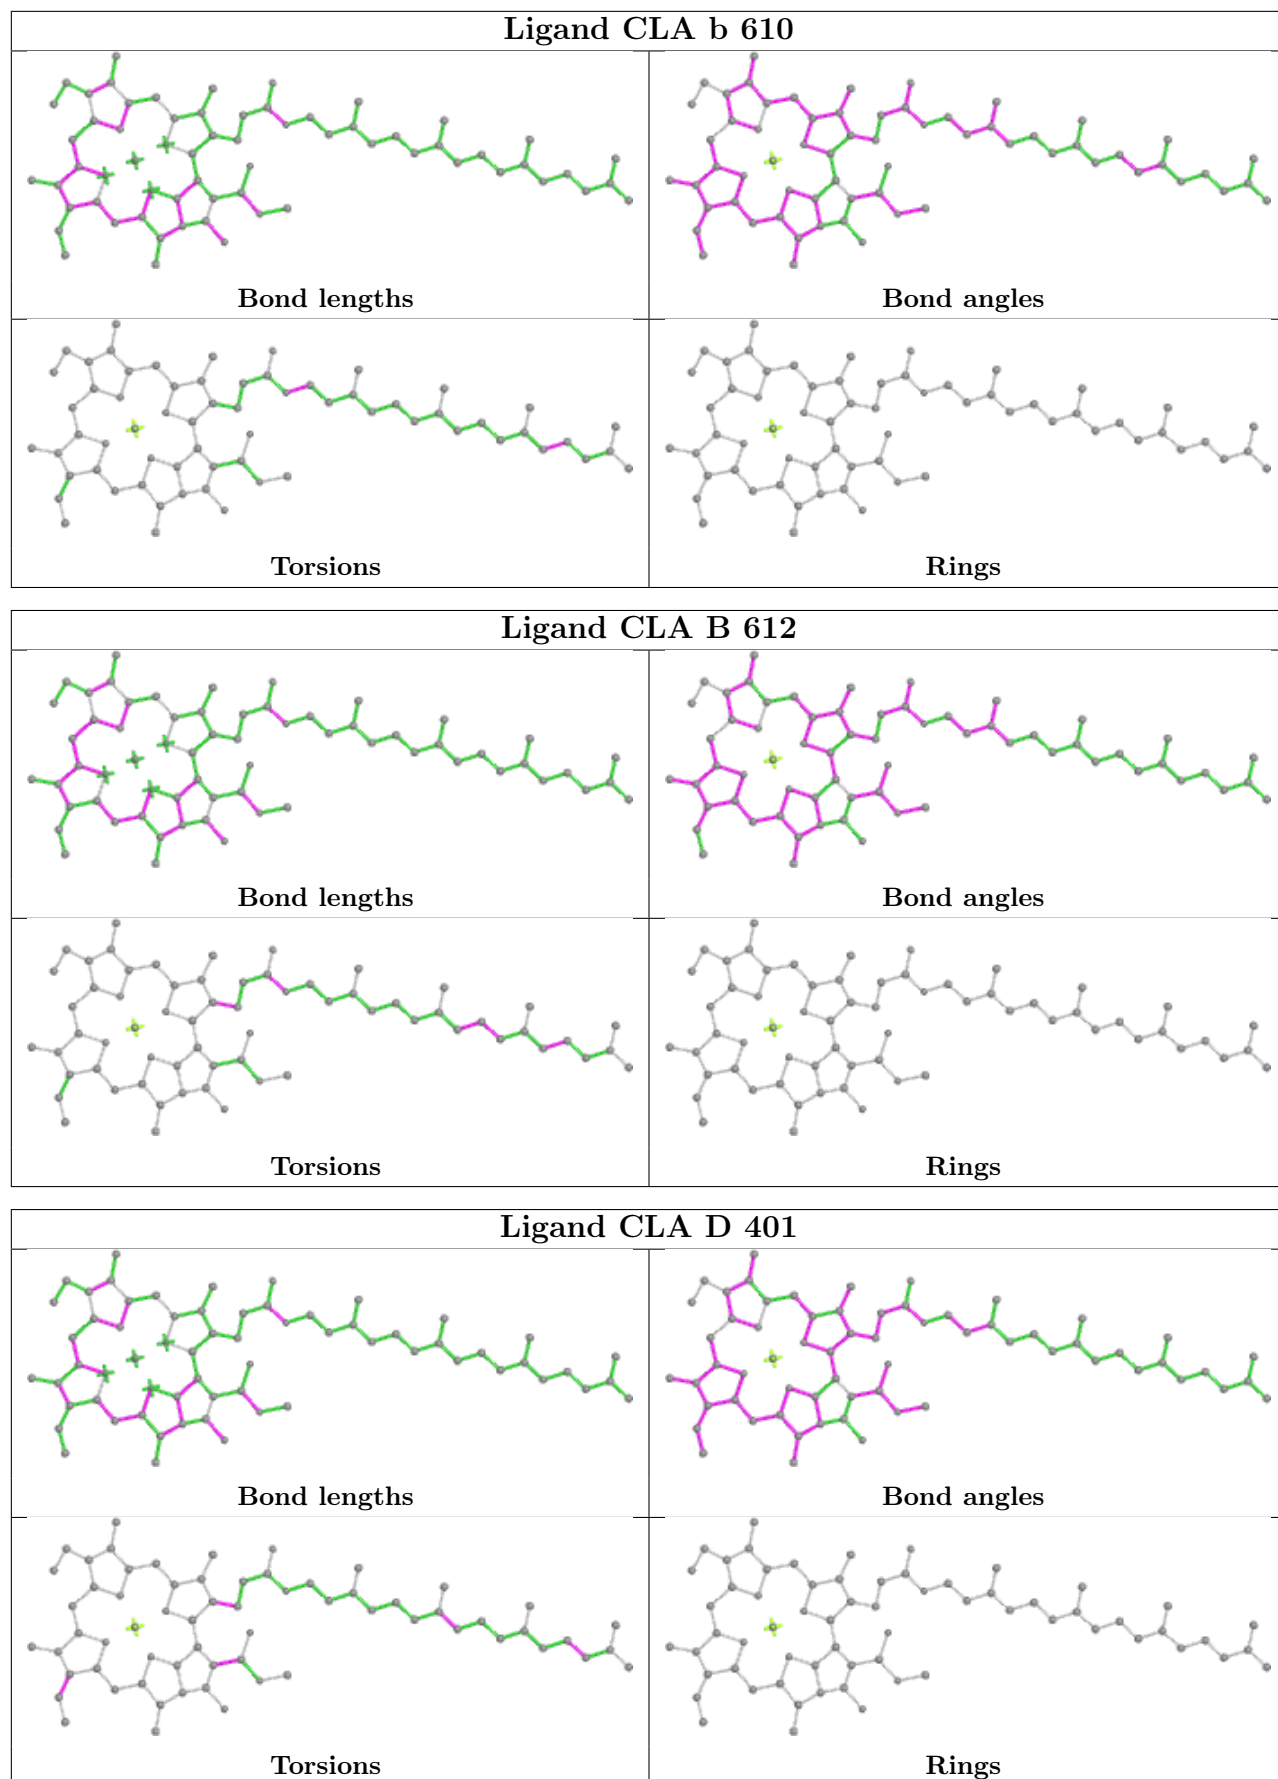 Ligand CLA b 610
Bond lengths
Bond angles
Torsions
Rings
Ligand CLA B 612
Bond lengths
Bond angles
Torsions
Rings
Ligand CLA D 401
Bond lengths
Bond angles
Torsions
Rings